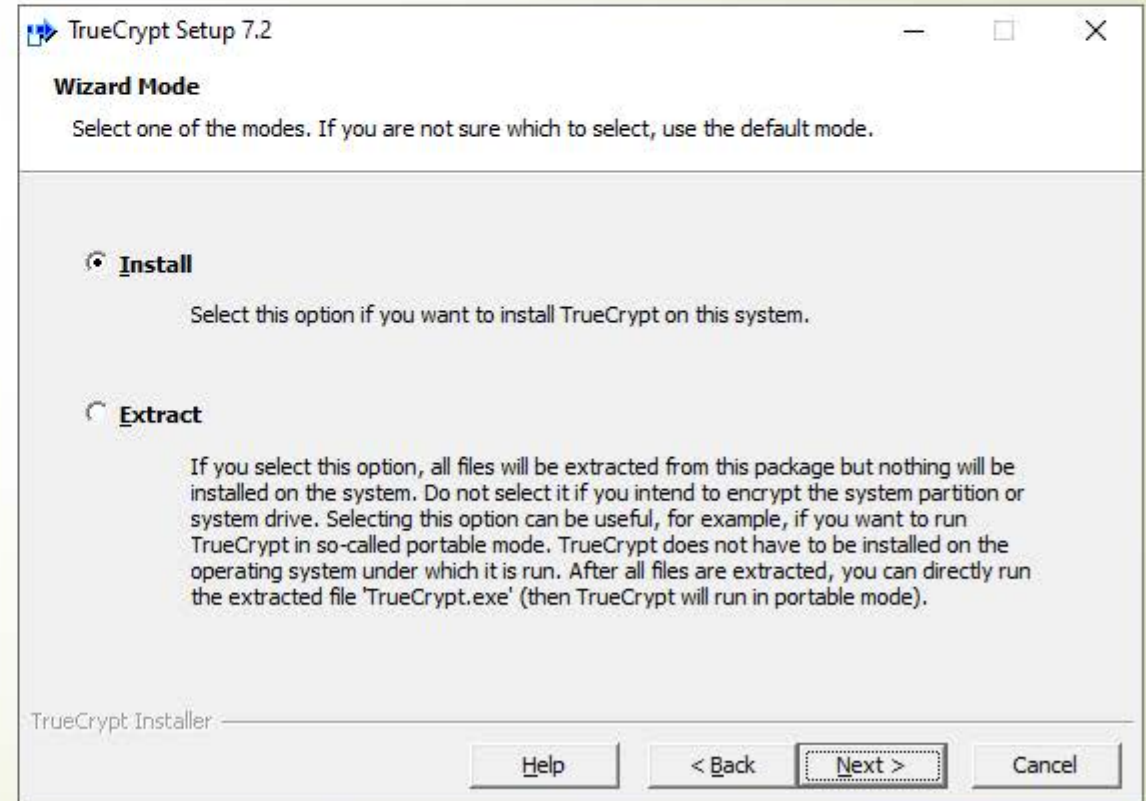 TrueCrypt Setup 7.2
Wizard Mode
Select one of the modes. If you are not sure which to select, use the default mode.
Install
Select this option if you want to install TrueCrypt on this system.
Extract
If you select this option, all files will be extracted from this package but nothing will be
installed on the system. Do not select it if you intend to encrypt the system partition or
system drive. Selecting this option can be useful, for example, if you want to run
TrueCrypt in so-called portable mode. TrueCrypt does not have to be installed on the
operating system under which it is run. After all files are extracted, you can directly run
the extracted file 'TrueCrypt.exe' (then TrueCrypt will run in portable mode).
TrueCrypt Installer
Help < Back Next > Cancel